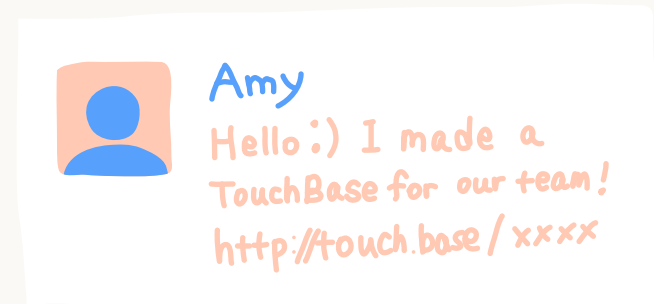 Amy
Hello:) I made a
TouchBase for our team!
http://touch.base/xxxx